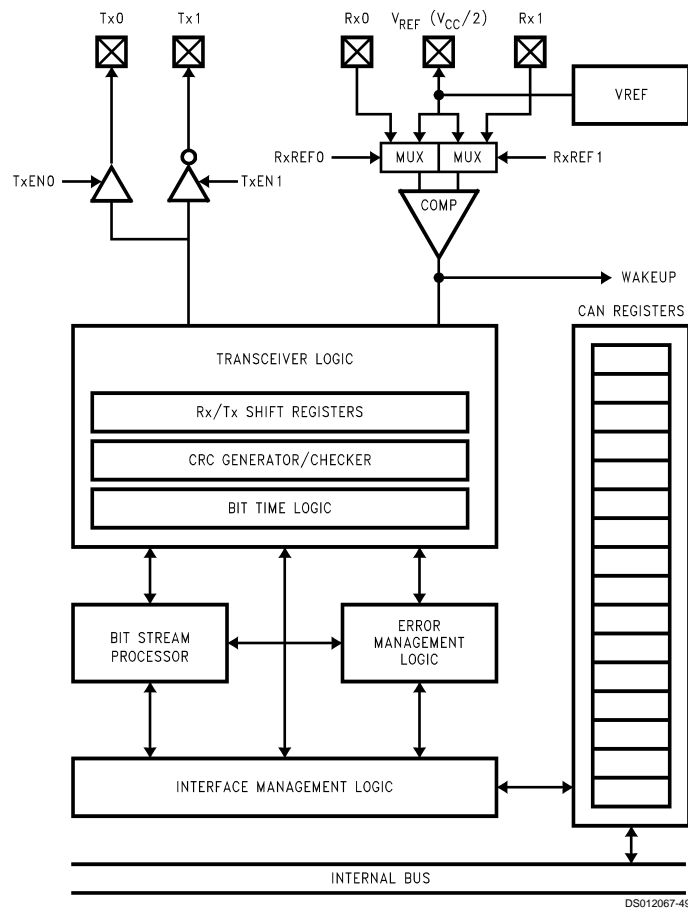 Tx0
Tx1
Rx0
VREF (VCC/2)
Rx1
VREF
RxREF0
MUX
MUX
RxREF1
TxEN0
TxEN1
COMP
WAKEUP
CAN REGISTERS
TRANSCEIVER LOGIC
Rx/Tx SHIFT REGISTERS
CRC GENERATOR/CHECKER
BIT TIME LOGIC
BIT STREAM
PROCESSOR
ERROR
MANAGEMENT
LOGIC
INTERFACE MANAGEMENT LOGIC
INTERNAL BUS
DS012067-49